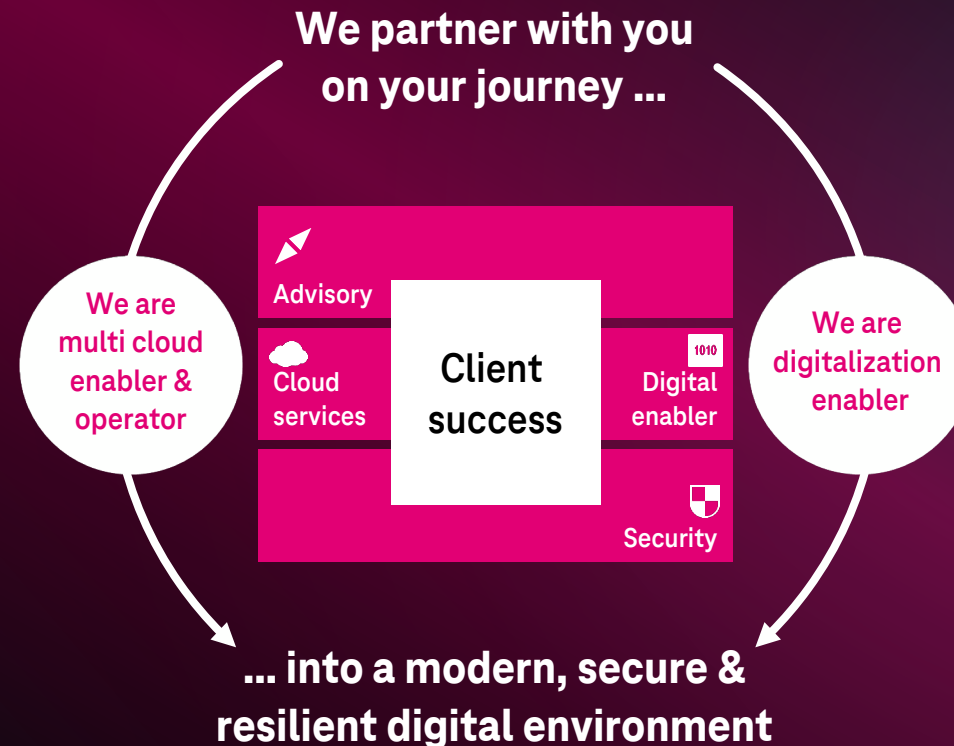 We partner with you
on your journey ...
We are
multi cloud
enabler &
operator
Advisory
Cloud
services
Client
success
1010
Digital
enabler
Security
We are
digitalization
enabler
... into a modern, secure &
resilient digital environment